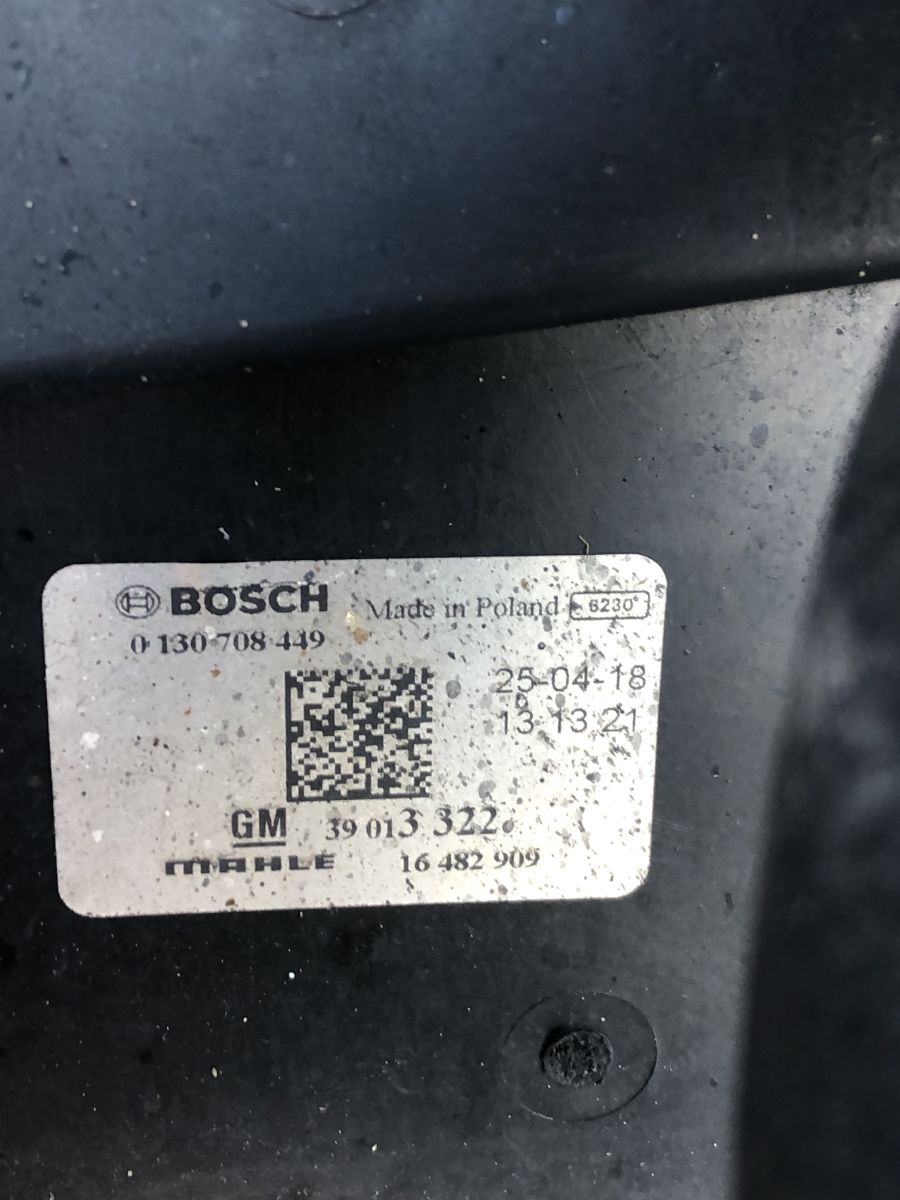 BOSCH Made in Poland 6230
0 130 708 449
25-04-18
13 13 21
GM 39 013 322
MAHLE 16 482 909